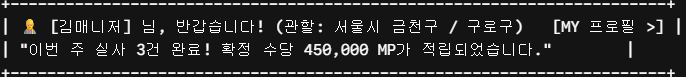 +--------------------------------------------------------------------------+
| 👷 [김매니저] 님, 반갑습니다! (관할: 서울시 금천구 / 구로구)   [MY 프로필 >] |
| "이번 주 실사 3건 완료! 확정 수당 450,000 MP가 적립되었습니다."        |
+--------------------------------------------------------------------------+